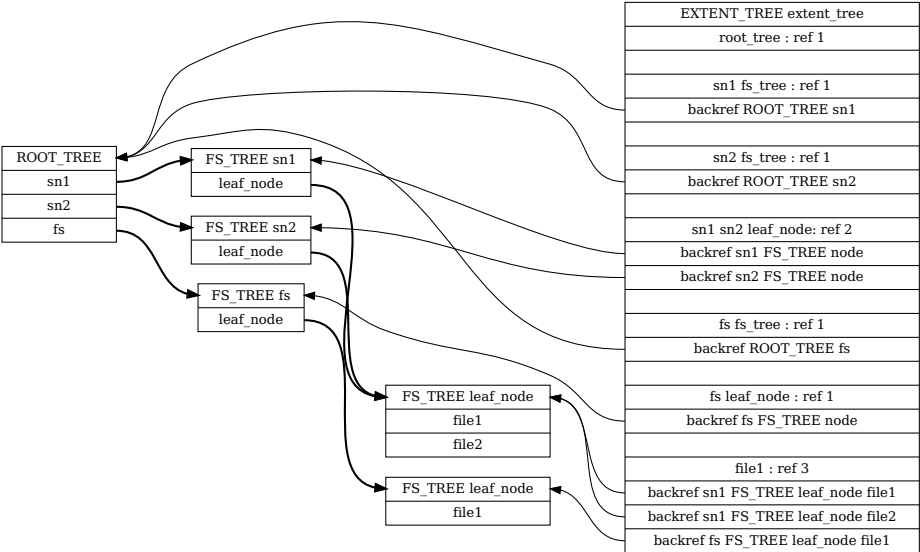 ROOT_TREE
sn1
sn2
fs
FS_TREE sn1
leaf_node
FS_TREE sn2
leaf_node
FS_TREE fs
leaf_node
FS_TREE leaf_node
file1
file2
FS_TREE leaf_node
file1
EXTENT_TREE extent_tree
root_tree : ref 1
sn1 fs_tree : ref 1
backref ROOT_TREE sn1
sn2 fs_tree : ref 1
backref ROOT_TREE sn2
sn1 sn2 leaf_node: ref 2
backref sn1 FS_TREE node
backref sn2 FS_TREE node
fs fs_tree : ref 1
backref ROOT_TREE fs
fs leaf_node : ref 1
backref fs FS_TREE node
file1 : ref 3
backref sn1 FS_TREE leaf_node file1
backref sn1 FS_TREE leaf_node file2
backref fs FS_TREE leaf_node file1